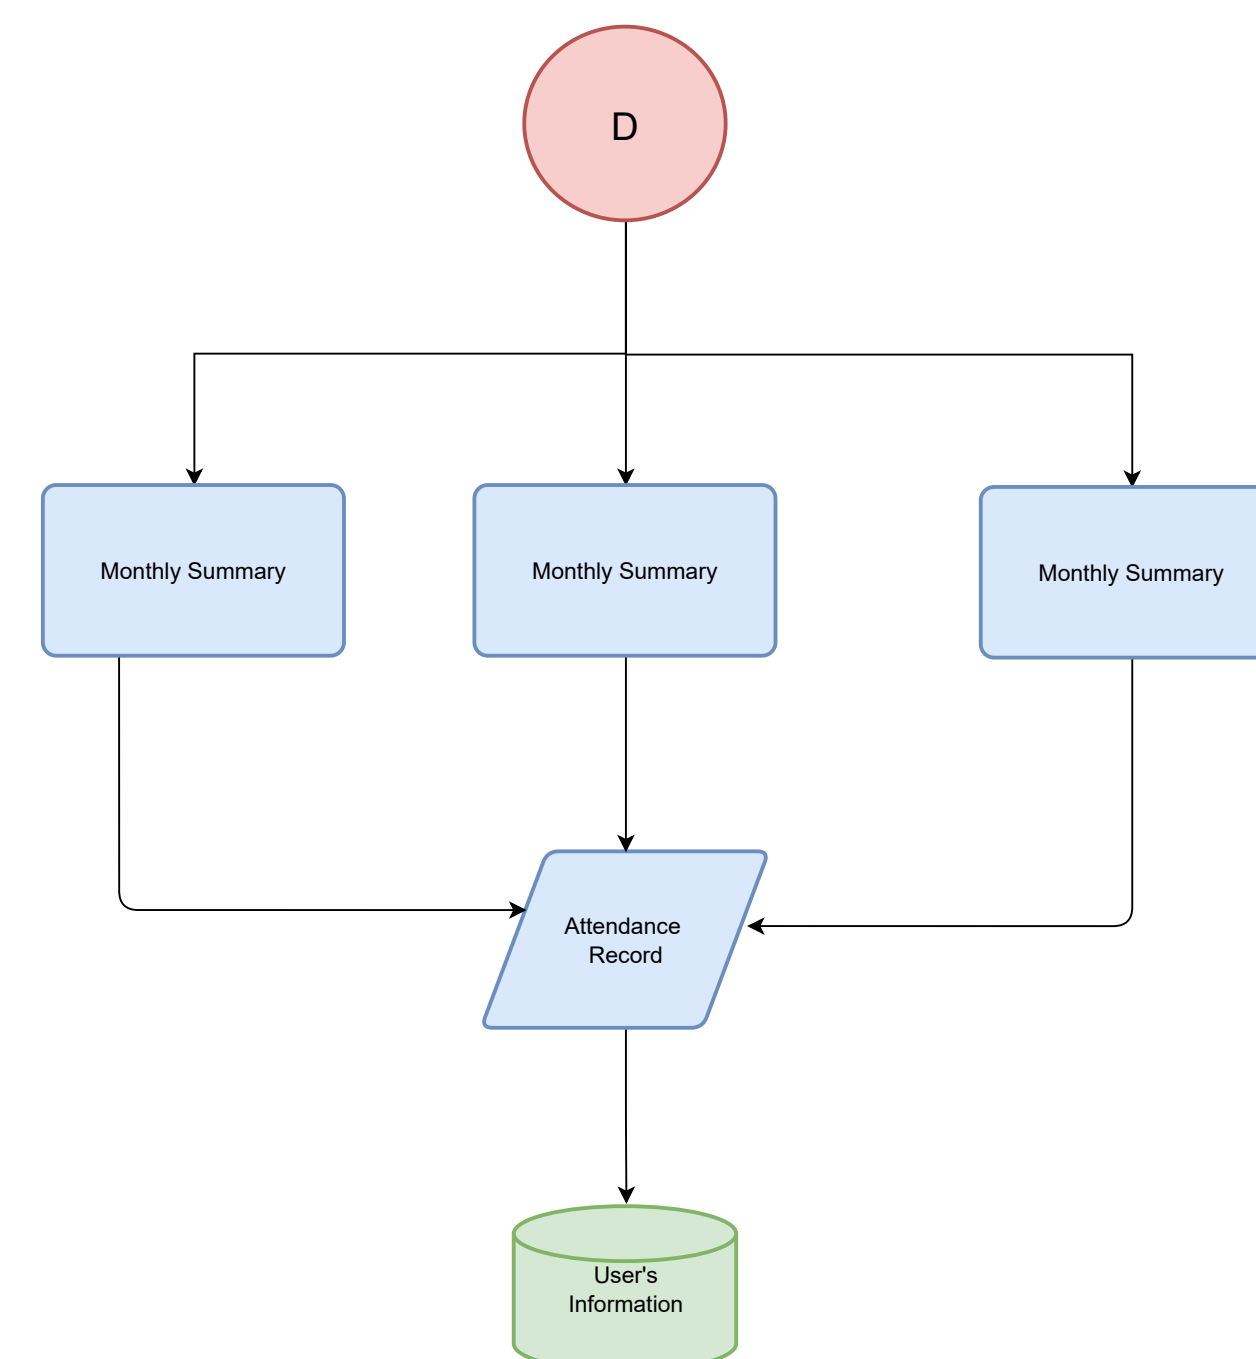 D
Monthly Summary
Monthly Summary
Monthly Summary
Attendance
Record
User's
Information